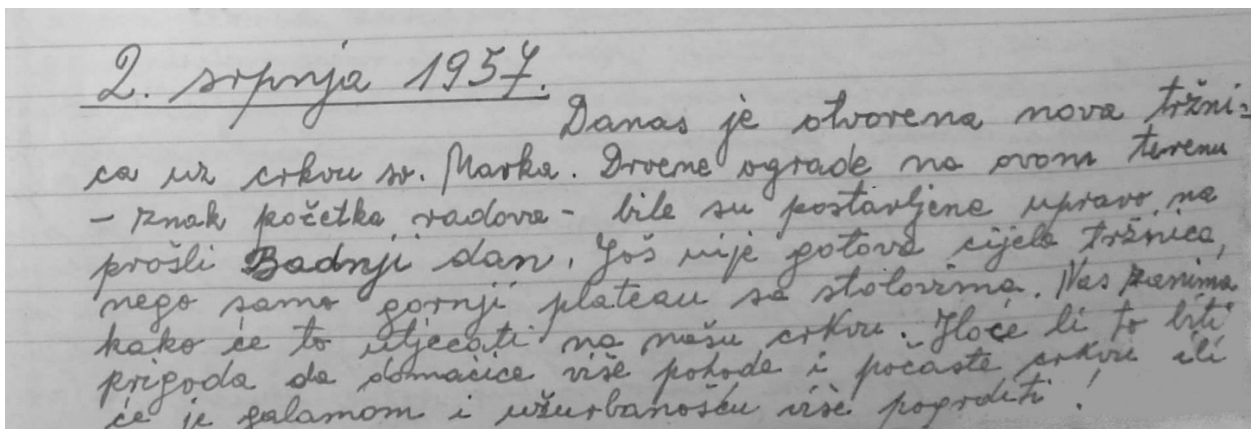 2. srpnja 1957.
Danas je otvorena nova tržni=
ca uz crkvu sv. Marka. Drvene ograde na ovom terenu
- znak početka radova - bile su postavljene upravo na
prošli Badnji dan. Još nije gotova cijela tržnica,
nego samo gornji plateau sa stolovima. Nas zanima
kako će to utjecati na našu crkvu. Hoće li to biti
prigoda da domaćice više pohode i počaste crkvu ili
će je galamom i užurbanošću više pogrditi!